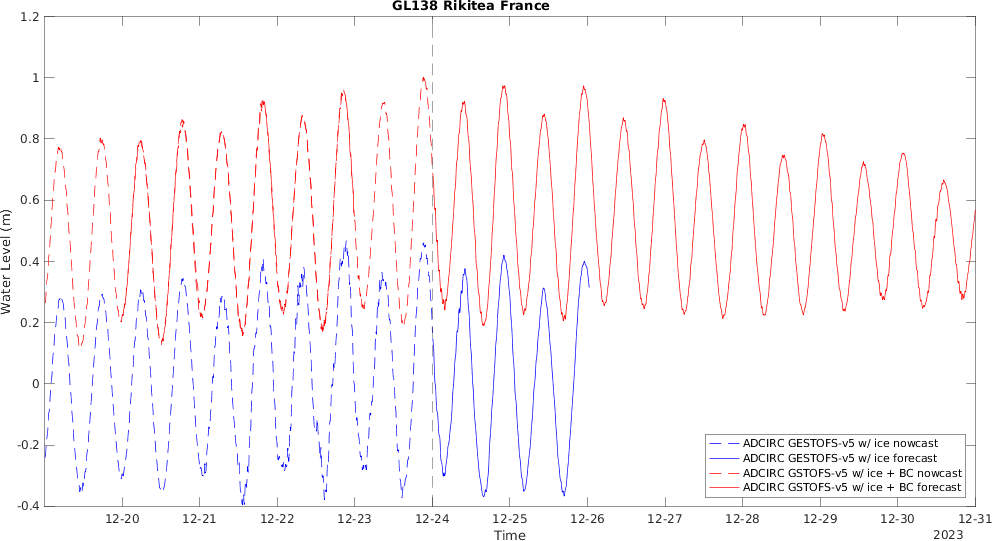 GL138 Rikitea France
1.2
1
0.8
0.6
0.4
0.2
0
-0.2
-0.4
Water Level (m)
ADCIRC GESTOFS-v5 w/ ice nowcast
ADCIRC GESTOFS-v5 w/ ice forecast
ADCIRC GSTOFS-v5 w/ ice + BC nowcast
ADCIRC GSTOFS-v5 w/ ice + BC forecast
12-20 12-21 12-22 12-23 12-24 12-25 12-26 12-27 12-28 12-29 12-30 12-31
Time
2023